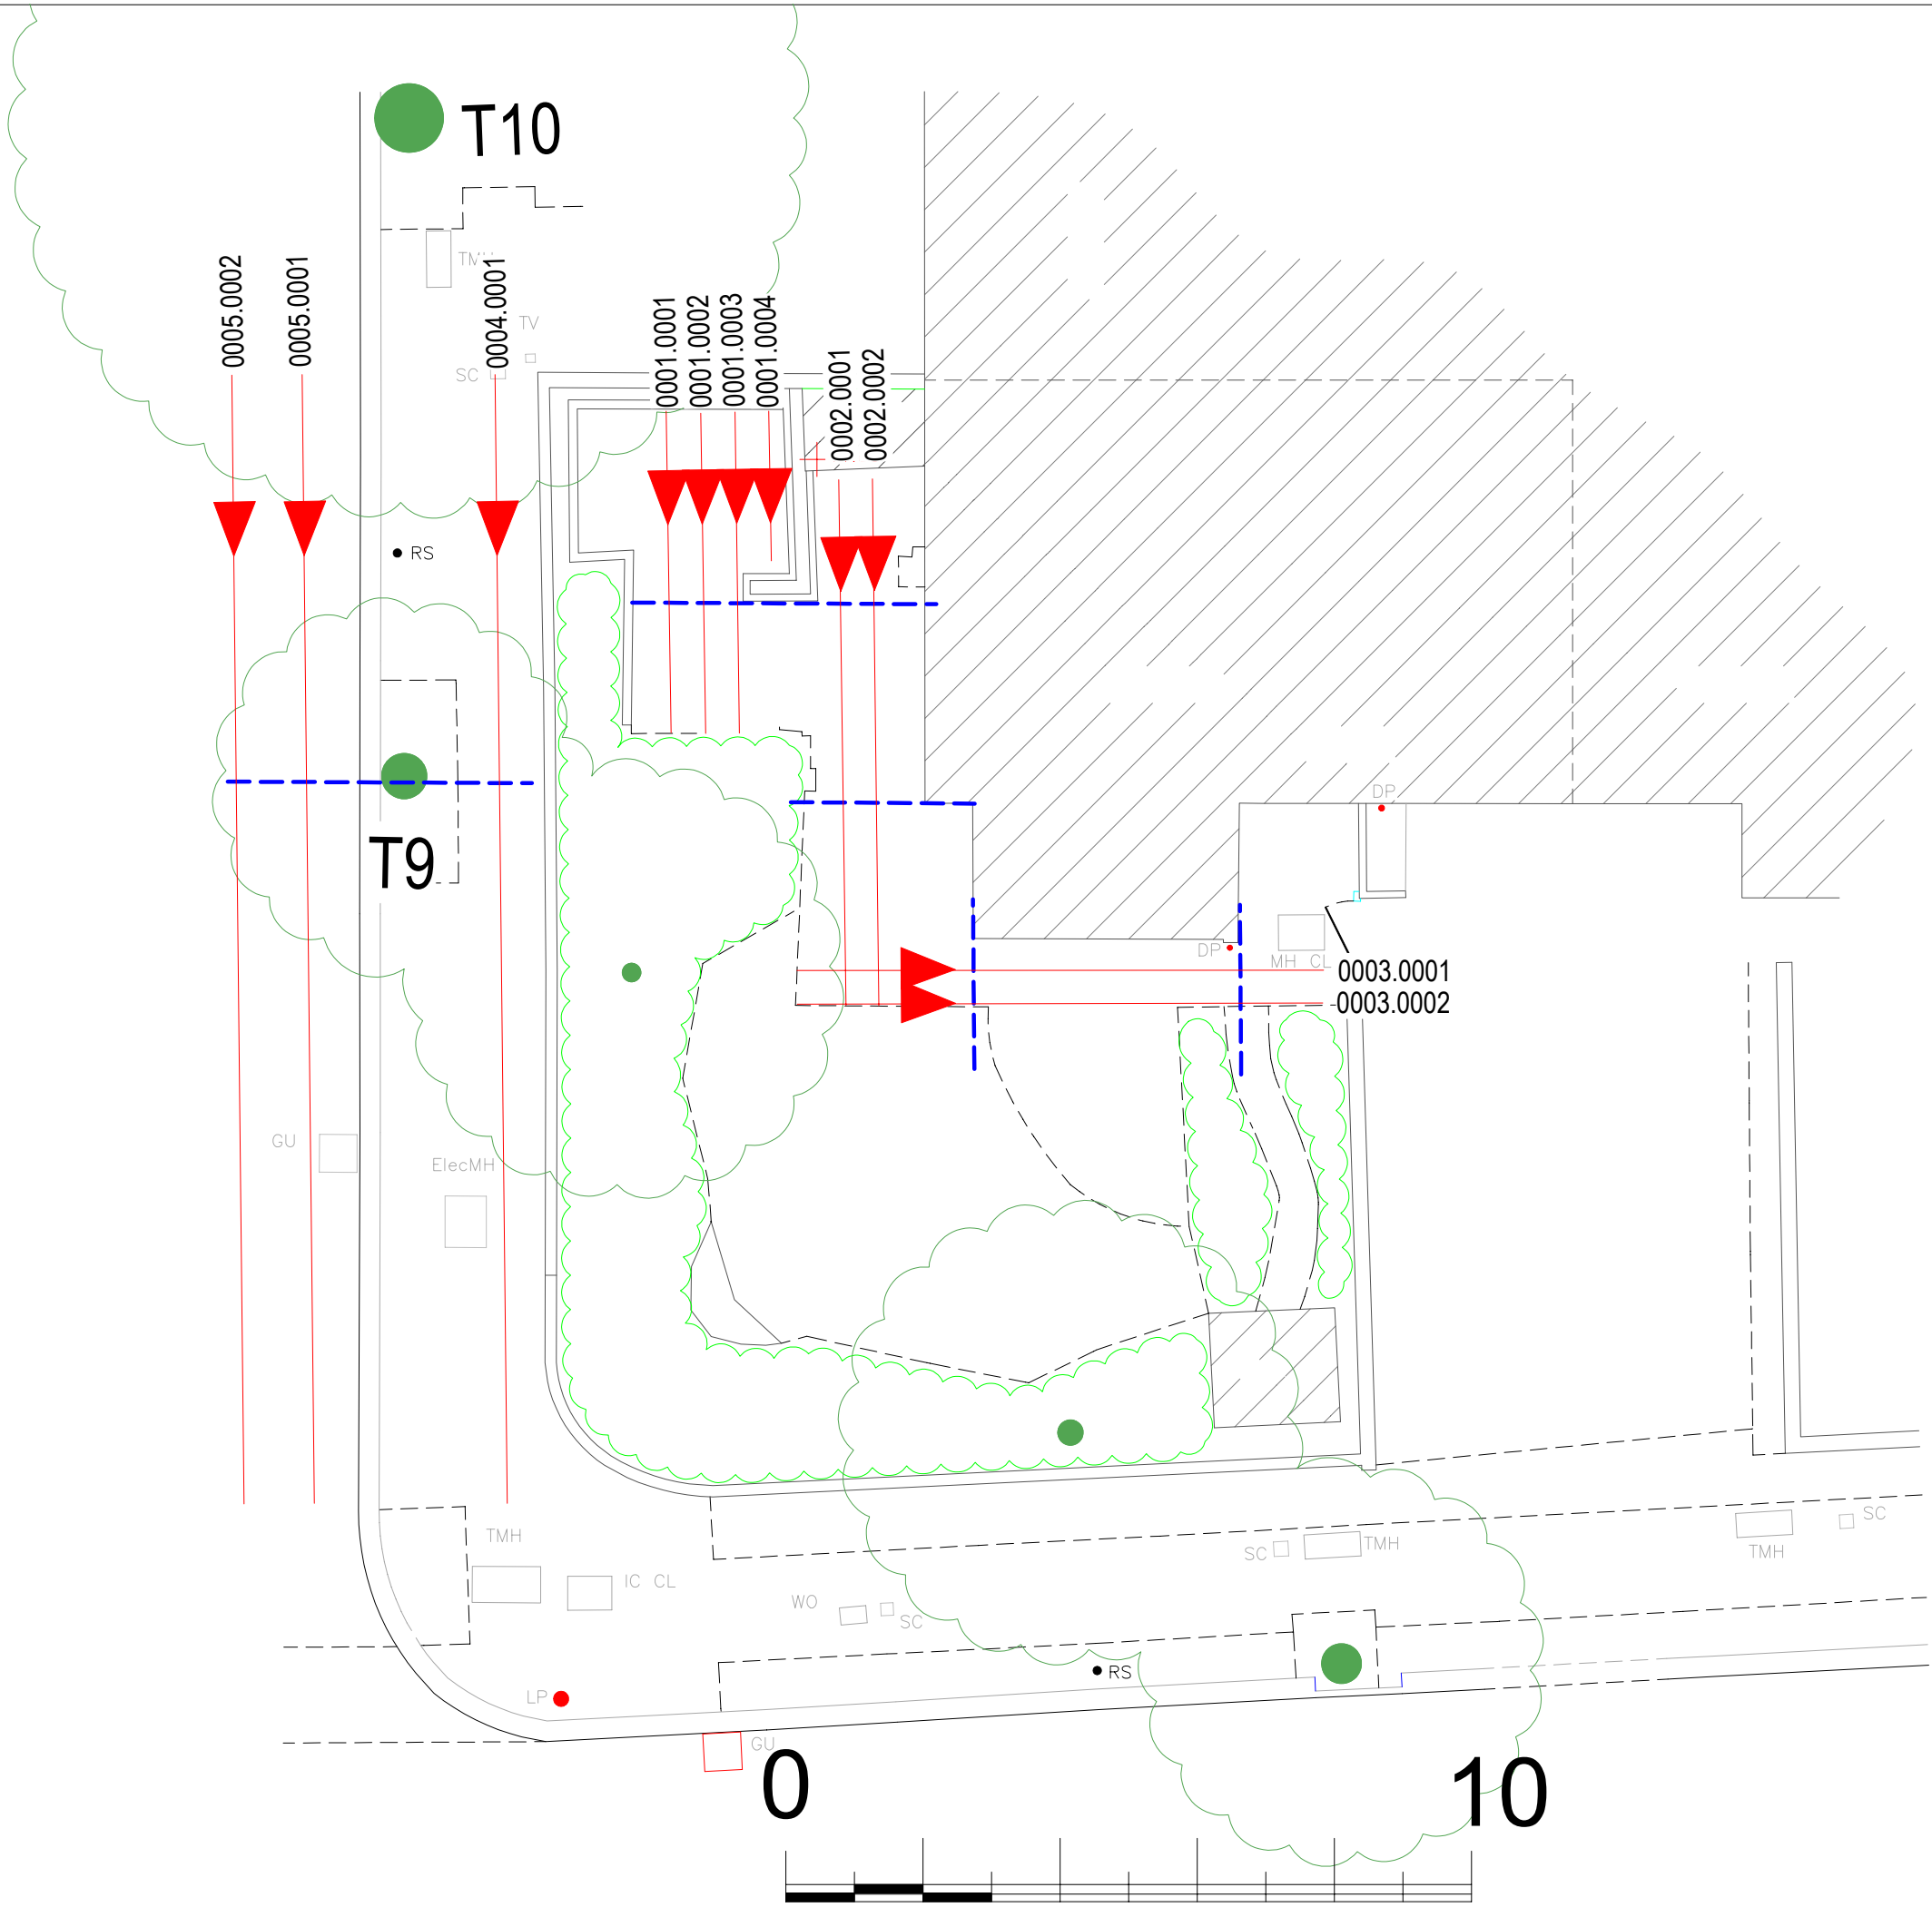 T10
TMH
0005.0002
0005.0001
0004.0001
TV
SC
0001.0001
0001.0002
0001.0003
0001.0004
0002.0001
0002.0002
RS
T9
DP
DP
MH CL
0003.0001
0003.0002
GU
ElecMH
TMH
IC CL
WO
SC
SC
TMH
SC
TMH
RS
LP
GU
0
10